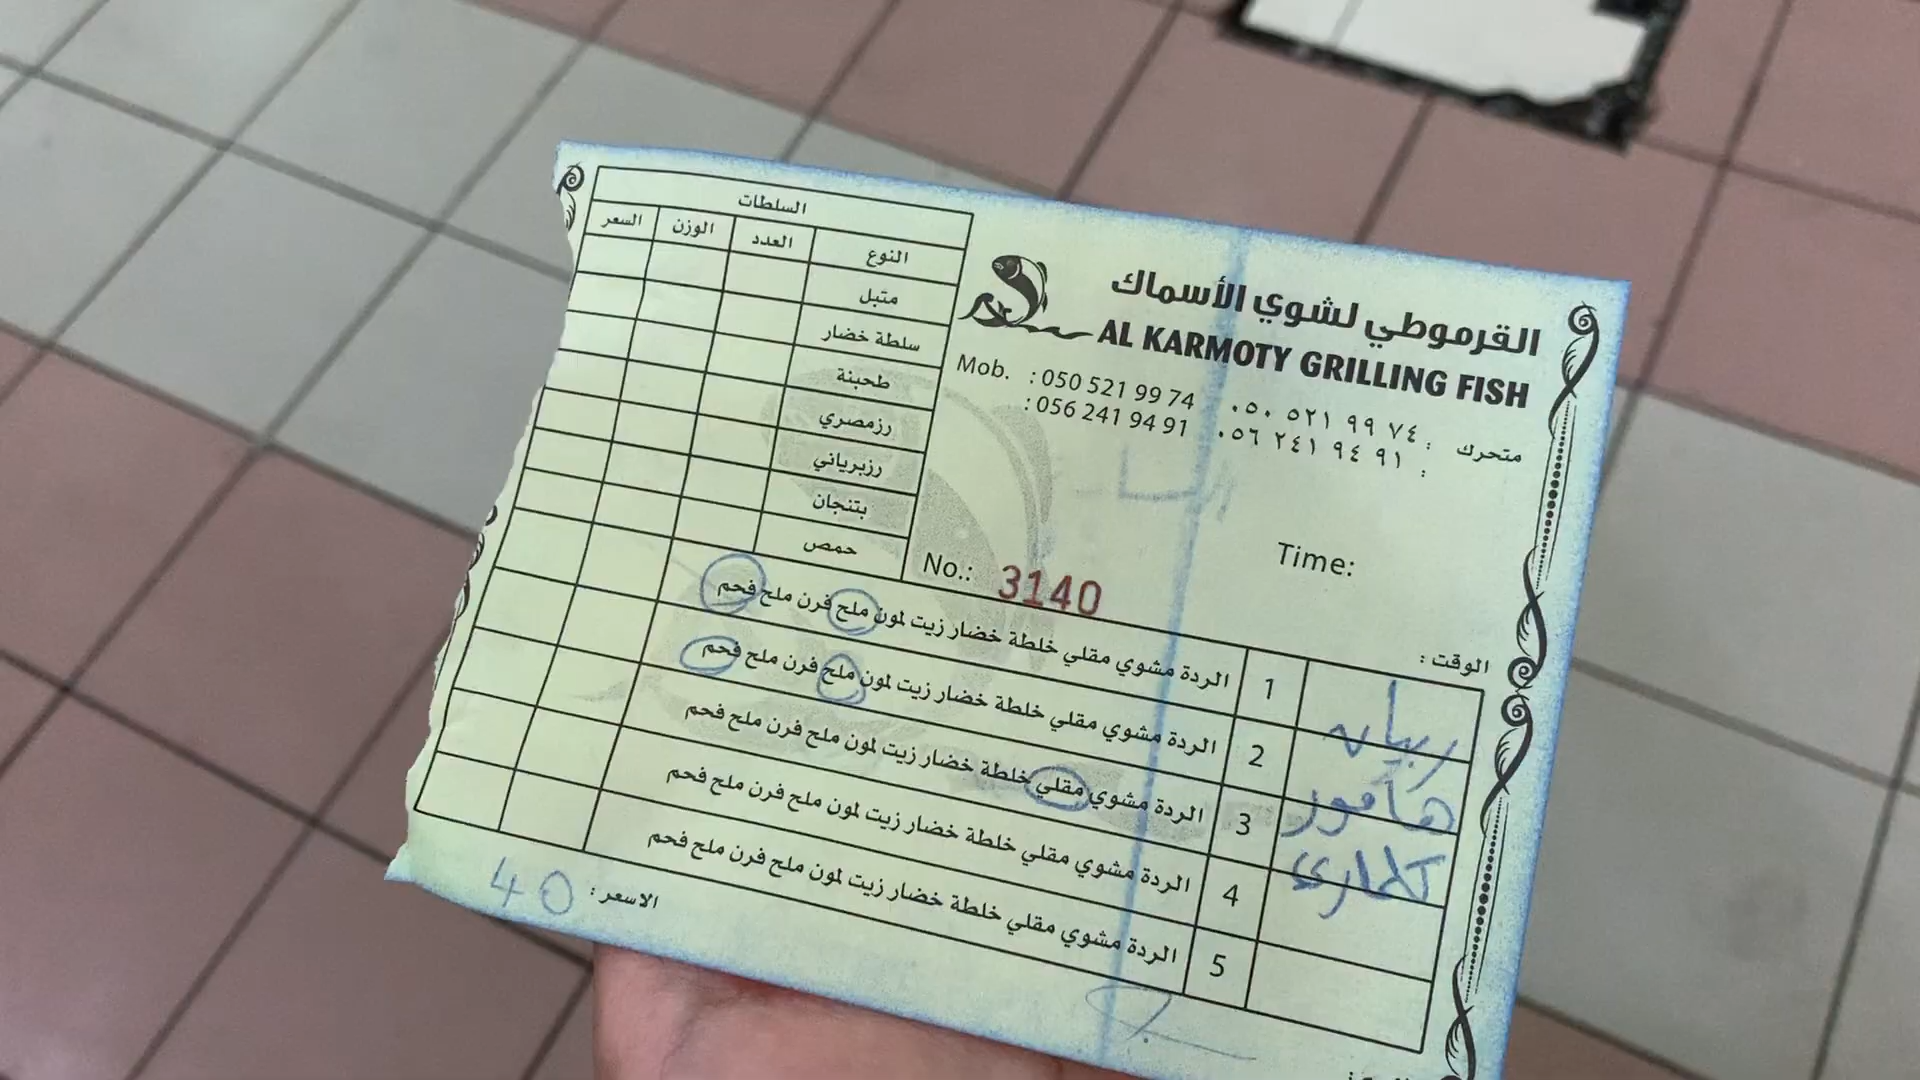 القرموطي لشوي الأسماك
AL KARMOTY GRILLING FISH
Mob. : 050 521 99 74
: 056 241 94 91
متحرك : ٠٥٠ ٥٢١ ٩٩ ٧٤
: ٠٥٦ ٢٤١ ٩٤ ٩١
السلطات
النوع العدد الوزن السعر
متبل
سلطة خضار
طحينة
رزمصري
رزبرياني
بتنجان
حمص
No.: 3140
Time:
الوقت :
ربيان 1 الردة مشوي مقلي خلطة خضار زيت لمون ملح فرن ملح فحم
هامور 2 الردة مشوي مقلي خلطة خضار زيت لمون ملح فرن ملح فحم
كلماري 3 الردة مشوي مقلي خلطة خضار زيت لمون ملح فرن ملح فحم
4 الردة مشوي مقلي خلطة خضار زيت لمون ملح فرن ملح فحم
5 الردة مشوي مقلي خلطة خضار زيت لمون ملح فرن ملح فحم
الاسعر : 40